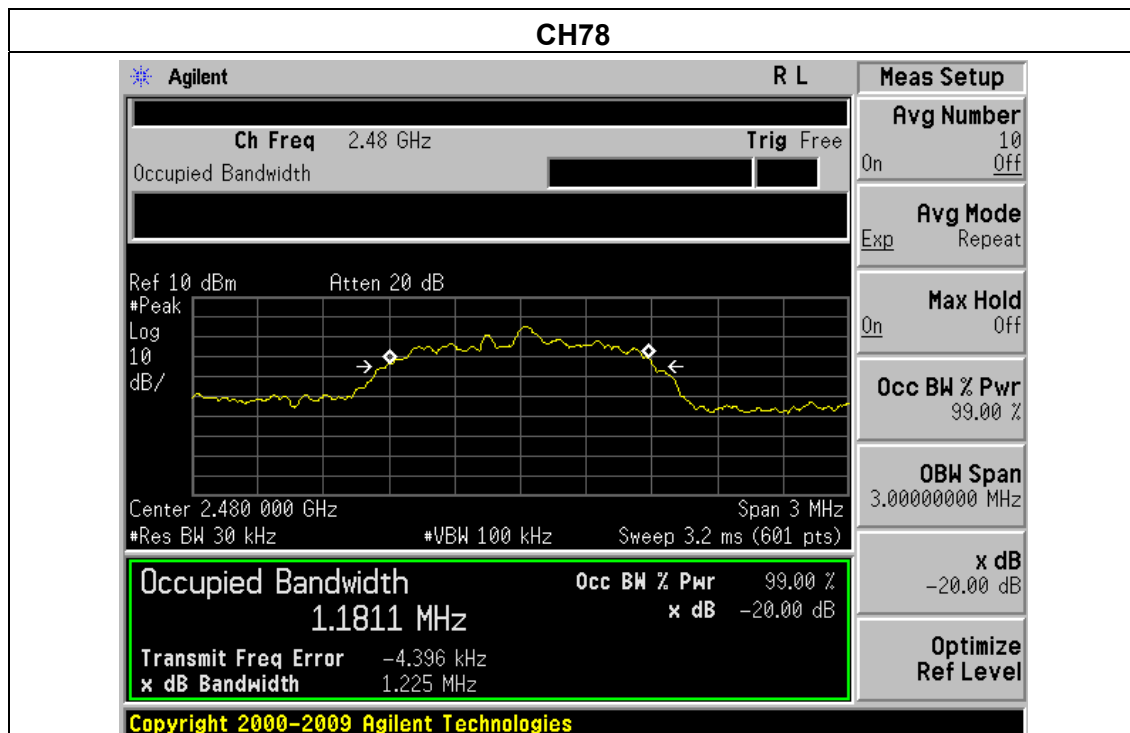 CH78
Agilent R L
Ch Freq 2.48 GHz Trig Free
Occupied Bandwidth
Ref 10 dBm Atten 20 dB
#Peak
Log
10
dB/
Center 2.480 000 GHz Span 3 MHz
#Res BW 30 kHz #VBW 100 kHz Sweep 3.2 ms (601 pts)
Occupied Bandwidth Occ BW % Pwr 99.00 %
1.1811 MHz x dB -20.00 dB
Transmit Freq Error -4.396 kHz
x dB Bandwidth 1.225 MHz
Copyright 2000-2009 Agilent Technologies
Meas Setup
Avg Number
10
On Off
Avg Mode
Exp Repeat
Max Hold
On Off
Occ BW % Pwr
99.00 %
OBW Span
3.00000000 MHz
x dB
-20.00 dB
Optimize
Ref Level